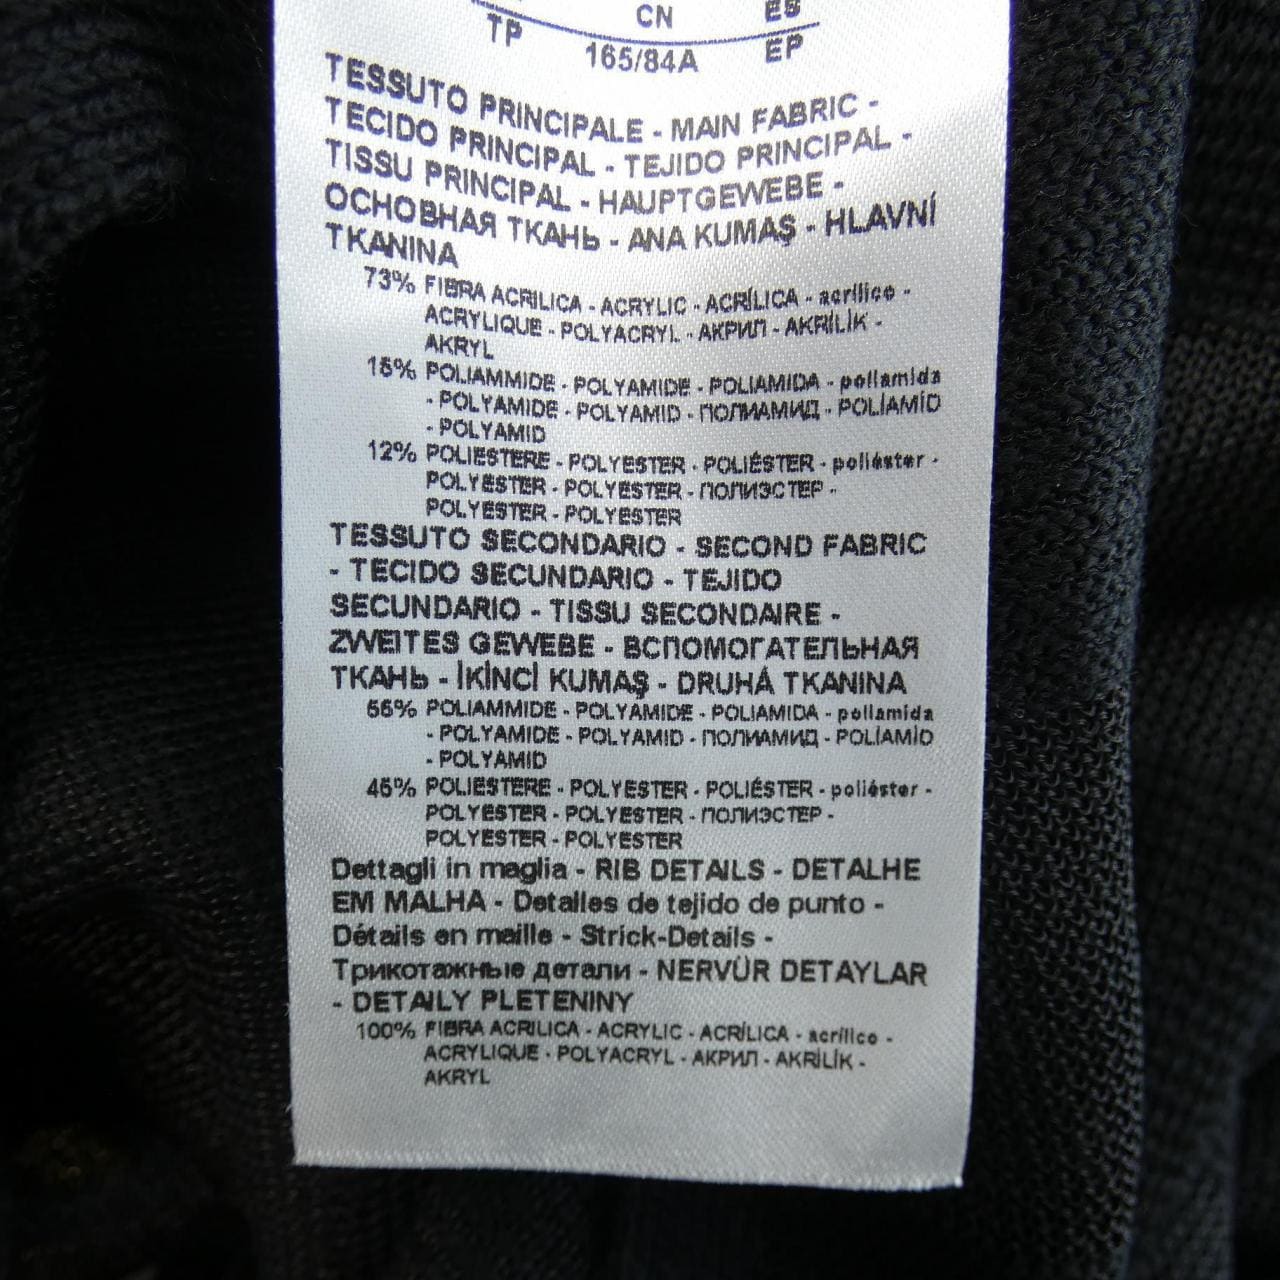 CN ES
TP 165/84A EP
TESSUTO PRINCIPALE - MAIN FABRIC -
TECIDO PRINCIPAL - TEJIDO PRINCIPAL -
TISSU PRINCIPAL - HAUPTGEWEBE -
ОСНОВНАЯ ТКАНЬ - ANA KUMAŞ - HLAVNÍ
TKANINA
73% FIBRA ACRILICA - ACRYLIC - ACRÍLICA - acrílico -
ACRYLIQUE - POLYACRYL - АКРИЛ - AKRİLİK -
AKRYL
15% POLIAMMIDE - POLYAMIDE - POLIAMIDA - poliamida
- POLYAMIDE - POLYAMID - ПОЛИАМИД - POLİAMİD
- POLYAMID
12% POLIESTERE - POLYESTER - POLIÉSTER - poliéster -
POLYESTER - POLYESTER - ПОЛИЭСТЕР -
POLYESTER - POLYESTER
TESSUTO SECONDARIO - SECOND FABRIC
- TECIDO SECUNDARIO - TEJIDO
SECUNDARIO - TISSU SECONDAIRE -
ZWEITES GEWEBE - ВСПОМОГАТЕЛЬНАЯ
ТКАНЬ - İKİNCİ KUMAŞ - DRUHÁ TKANINA
55% POLIAMMIDE - POLYAMIDE - POLIAMIDA - poliamida
- POLYAMIDE - POLYAMID - ПОЛИАМИД - POLİAMİD
- POLYAMID
45% POLIESTERE - POLYESTER - POLIÉSTER - poliéster -
POLYESTER - POLYESTER - ПОЛИЭСТЕР -
POLYESTER - POLYESTER
Dettagli in maglia - RIB DETAILS - DETALHE
EM MALHA - Detalles de tejido de punto -
Détails en maille - Strick-Details -
Трикотажные детали - NERVÜR DETAYLAR
- DETAILY PLETENINY
100% FIBRA ACRILICA - ACRYLIC - ACRÍLICA - acrílico -
ACRYLIQUE - POLYACRYL - АКРИЛ - AKRİLİK -
AKRYL